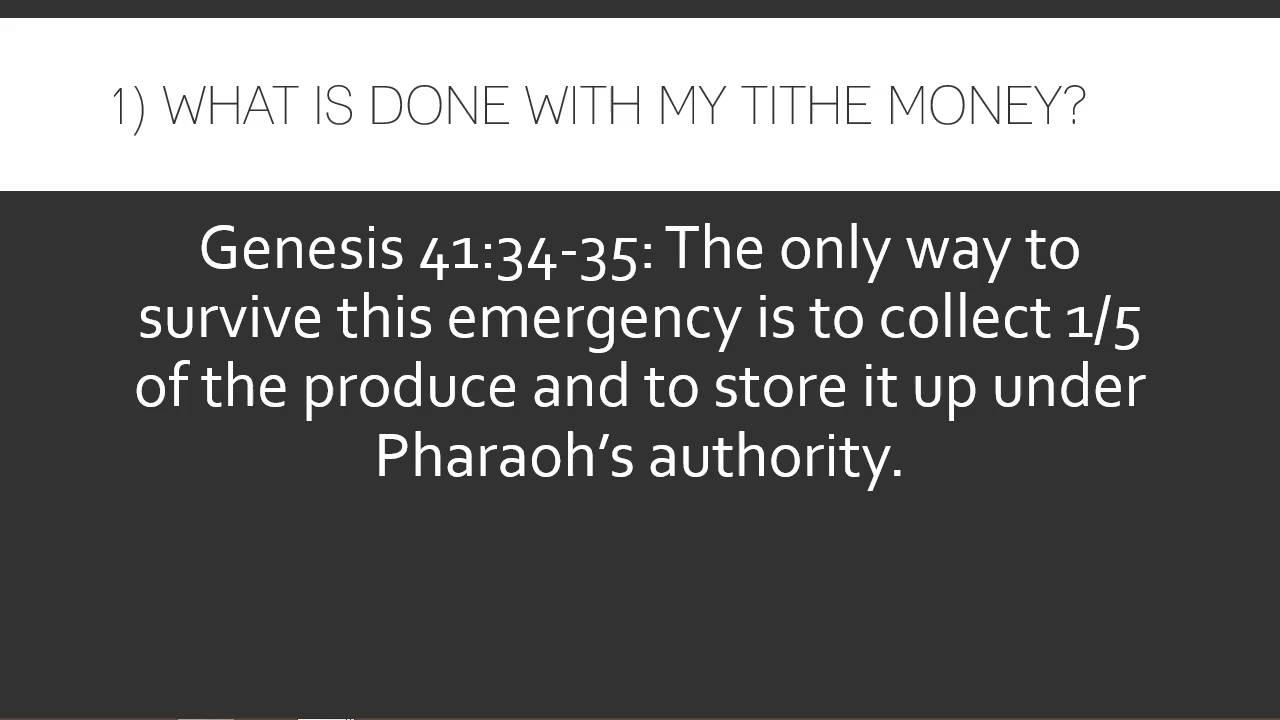 1) WHAT IS DONE WITH MY TITHE MONEY?
Genesis 41:34-35: The only way to
survive this emergency is to collect 1/5
of the produce and to store it up under
Pharaoh’s authority.